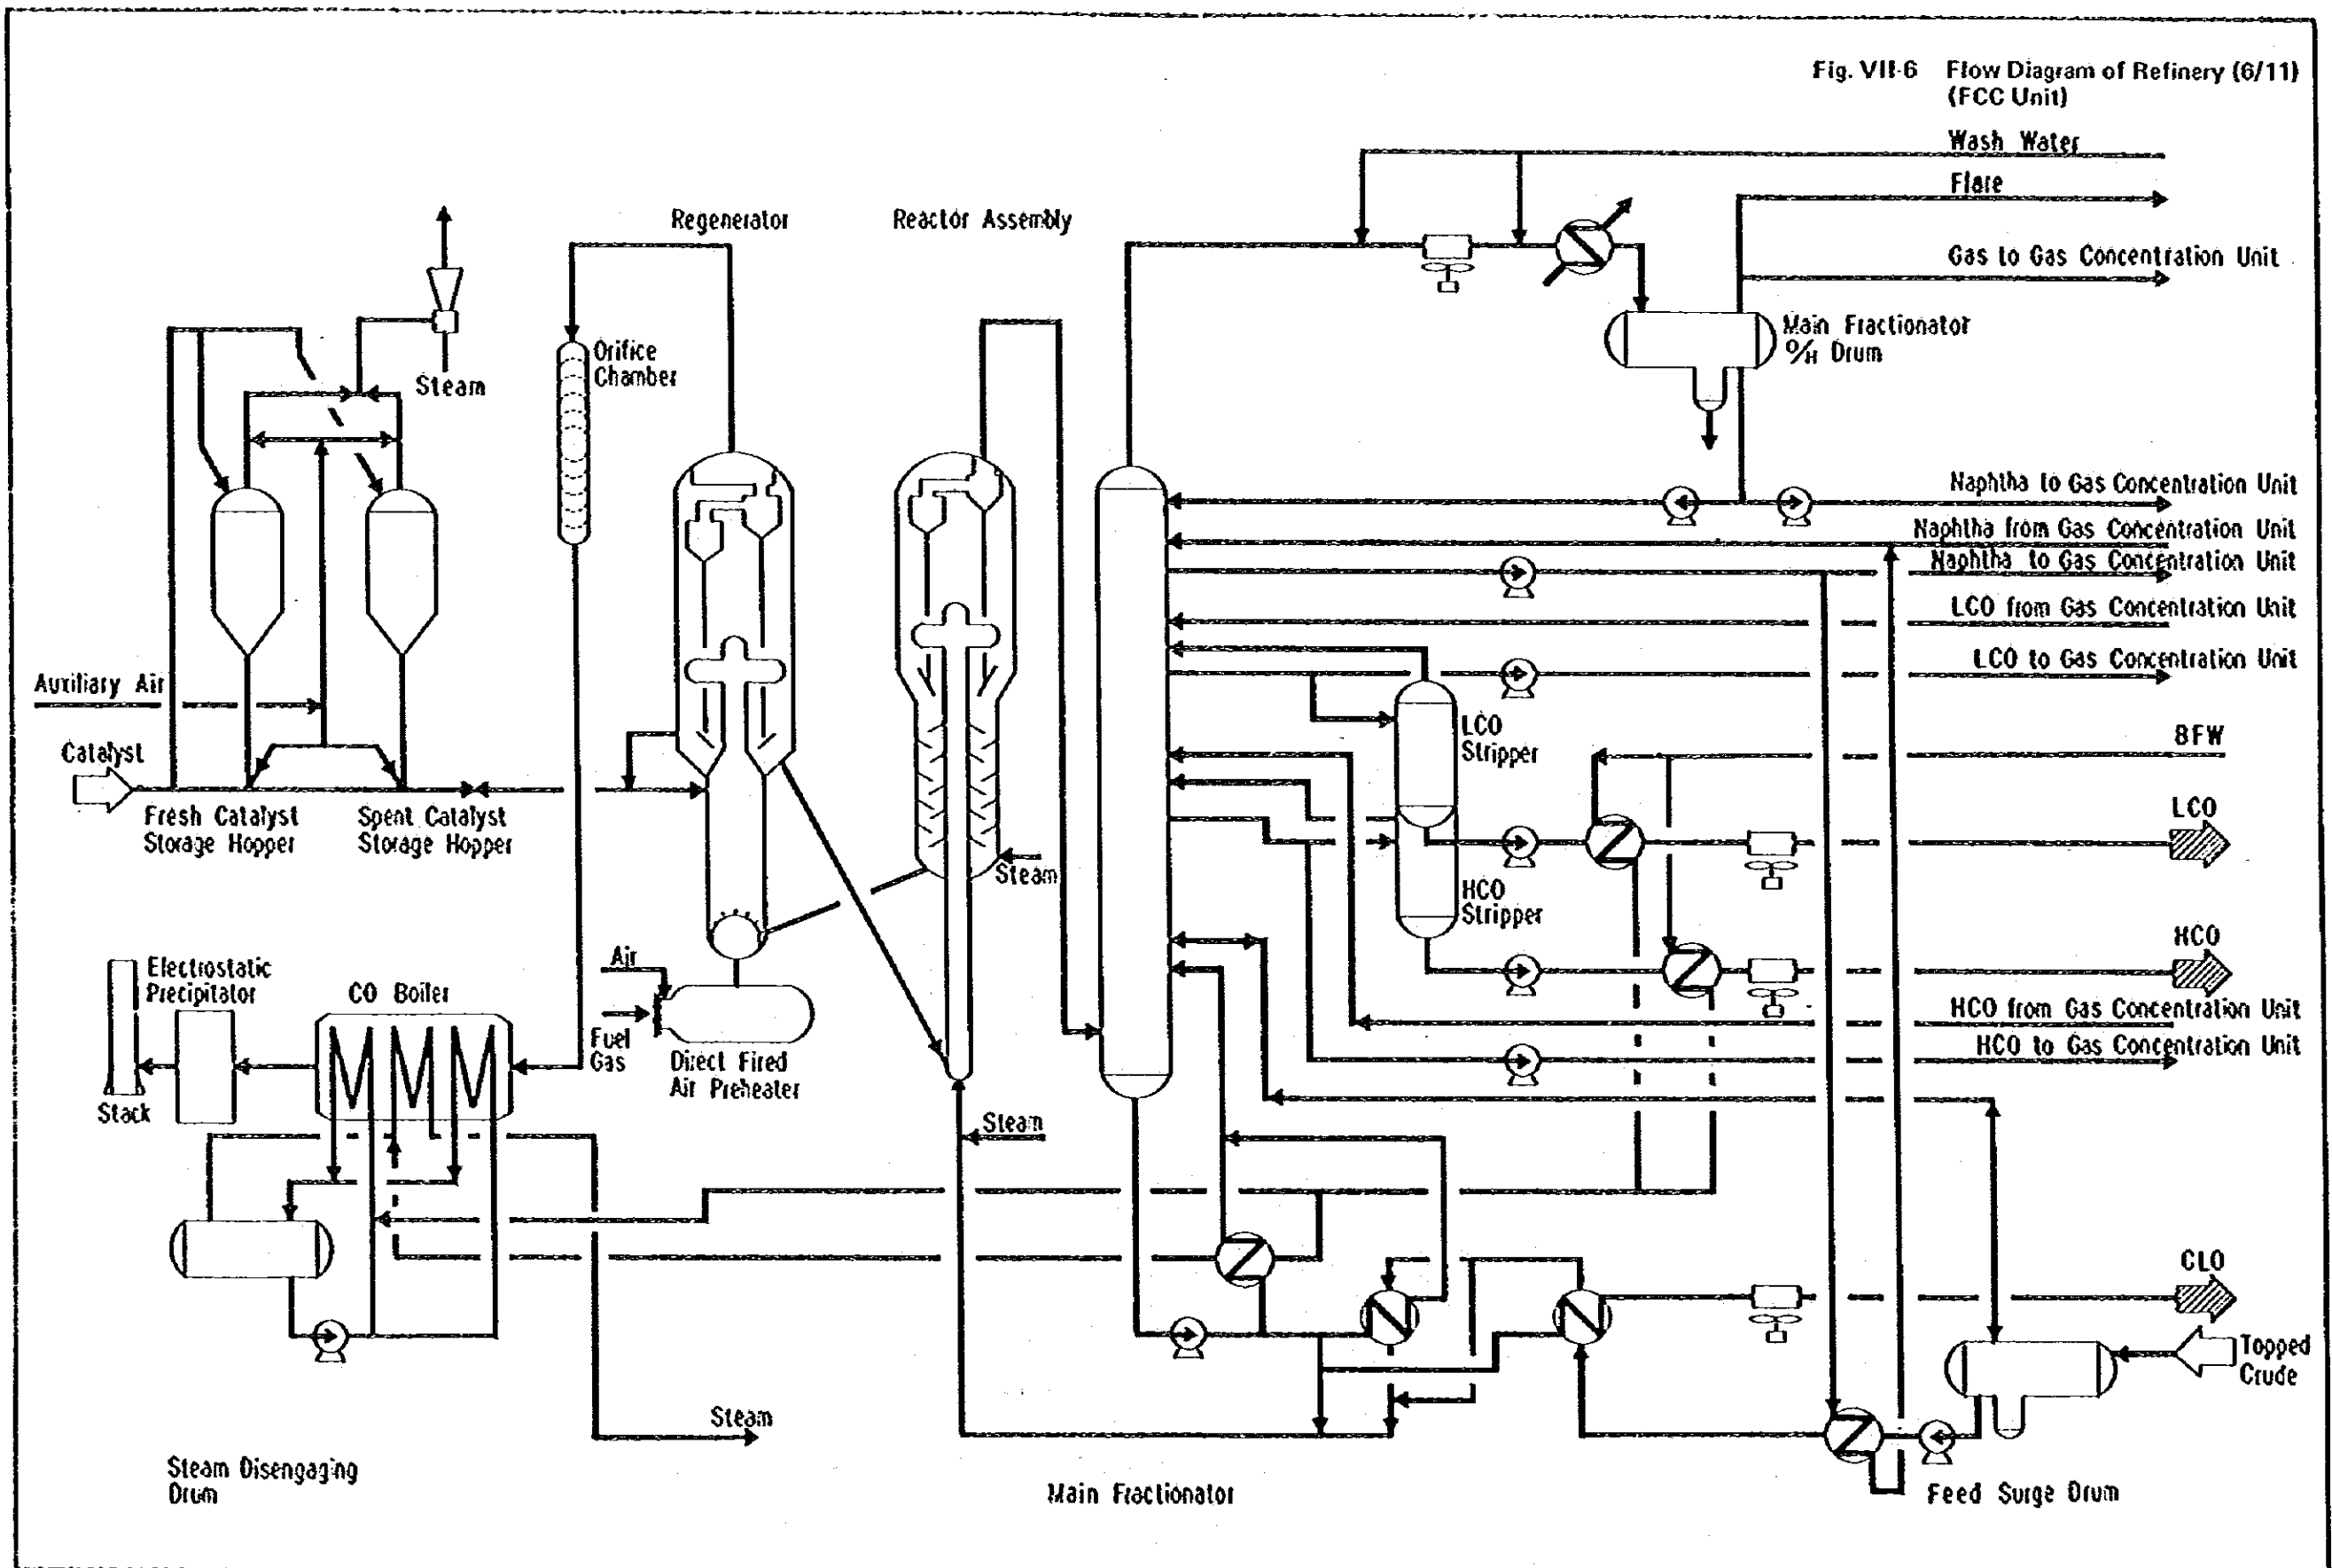 Fig. VII-6 Flow Diagram of Refinery (6/11)
(FCC Unit)
Wash Water
Flare
Regenerator
Reactor Assembly
Gas to Gas Concentration Unit
Main Fractionator
O/H Drum
Orifice
Chamber
Steam
Naphtha to Gas Concentration Unit
Naphtha from Gas Concentration Unit
Naphtha to Gas Concentration Unit
LCO from Gas Concentration Unit
LCO to Gas Concentration Unit
Auxiliary Air
LCO
Stripper
BFW
Catalyst
Fresh Catalyst
Storage Hopper
Spent Catalyst
Storage Hopper
LCO
Steam
HCO
Stripper
HCO
Electrostatic
Precipitator
CO Boiler
Air
Fuel
Gas
HCO from Gas Concentration Unit
HCO to Gas Concentration Unit
Direct Fired
Air Preheater
Stack
Steam
CLO
Topped
Crude
Steam
Steam Disengaging
Drum
Main Fractionator
Feed Surge Drum